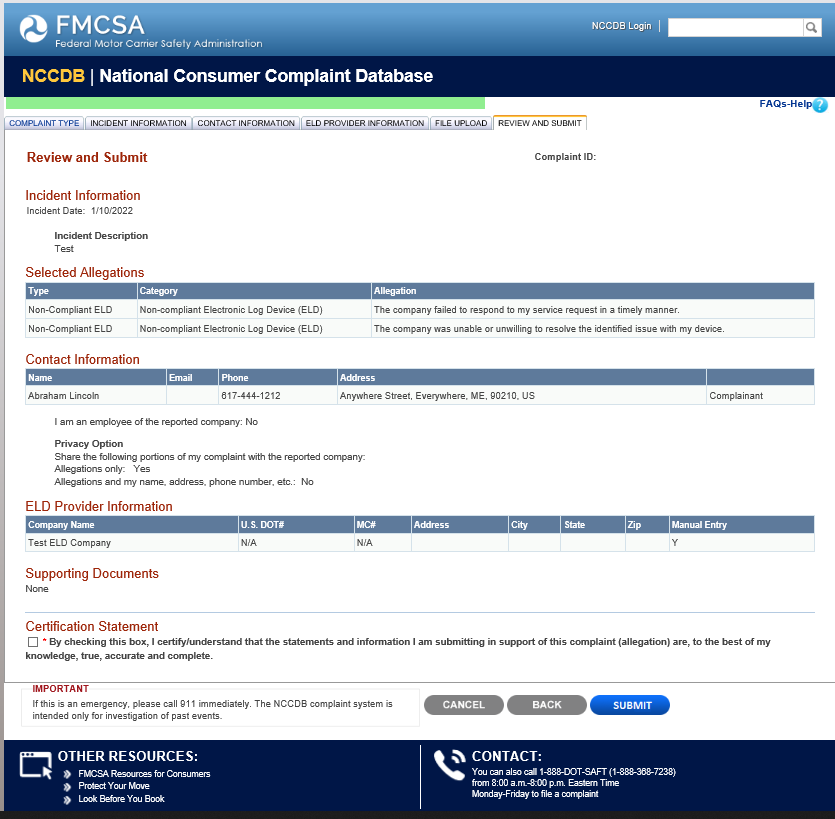 FMCSA
Federal Motor Carrier Safety Administration
NCCDB Login
NCCDB | National Consumer Complaint Database
FAQs-Help ?
COMPLAINT TYPE INCIDENT INFORMATION CONTACT INFORMATION ELD PROVIDER INFORMATION FILE UPLOAD REVIEW AND SUBMIT
Review and Submit Complaint ID:
Incident Information
Incident Date: 1/10/2022
Incident Description
Test
Selected Allegations
Type Category Allegation
Non-Compliant ELD Non-compliant Electronic Log Device (ELD) The company failed to respond to my service request in a timely manner.
Non-Compliant ELD Non-compliant Electronic Log Device (ELD) The company was unable or unwilling to resolve the identified issue with my device.
Contact Information
Name Email Phone Address
Abraham Lincoln 617-444-1212 Anywhere Street, Everywhere, ME, 90210, US Complainant
I am an employee of the reported company: No
Privacy Option
Share the following portions of my complaint with the reported company:
Allegations only: Yes
Allegations and my name, address, phone number, etc.: No
ELD Provider Information
Company Name U.S. DOT# MC# Address City State Zip Manual Entry
Test ELD Company N/A N/A Y
Supporting Documents
None
Certification Statement
* By checking this box, I certify/understand that the statements and information I am submitting in support of this complaint (allegation) are, to the best of my
knowledge, true, accurate and complete.
IMPORTANT
If this is an emergency, please call 911 immediately. The NCCDB complaint system is
intended only for investigation of past events.
CANCEL BACK SUBMIT
OTHER RESOURCES:
FMCSA Resources for Consumers
Protect Your Move
Look Before You Book
CONTACT:
You can also call 1-888-DOT-SAFT (1-888-368-7238)
from 8:00 a.m.-8:00 p.m. Eastern Time
Monday-Friday to file a complaint